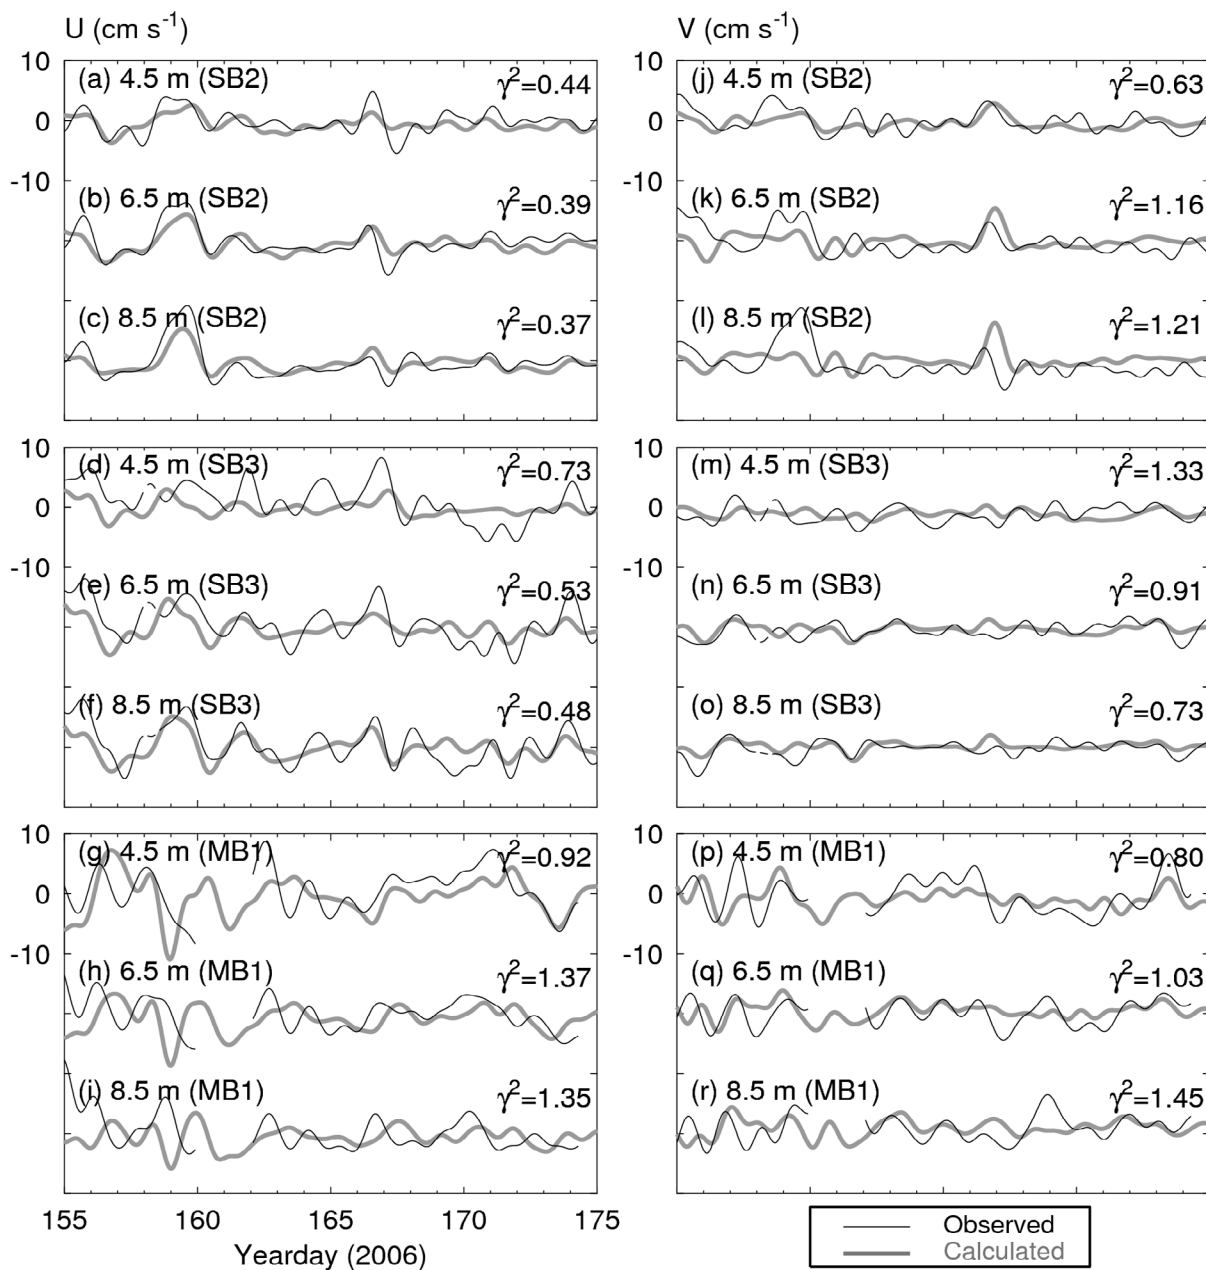 U (cm s⁻¹)
V (cm s⁻¹)
10
0
-10
(a) 4.5 m (SB2)
γ²=0.44
(b) 6.5 m (SB2)
γ²=0.39
(c) 8.5 m (SB2)
γ²=0.37
(j) 4.5 m (SB2)
γ²=0.63
(k) 6.5 m (SB2)
γ²=1.16
(l) 8.5 m (SB2)
γ²=1.21
10
0
-10
(d) 4.5 m (SB3)
γ²=0.73
(e) 6.5 m (SB3)
γ²=0.53
(f) 8.5 m (SB3)
γ²=0.48
10
0
-10
(m) 4.5 m (SB3)
γ²=1.33
(n) 6.5 m (SB3)
γ²=0.91
(o) 8.5 m (SB3)
γ²=0.73
10
0
-10
(g) 4.5 m (MB1)
γ²=0.92
(h) 6.5 m (MB1)
γ²=1.37
(i) 8.5 m (MB1)
γ²=1.35
10
0
-10
(p) 4.5 m (MB1)
γ²=0.80
(q) 6.5 m (MB1)
γ²=1.03
(r) 8.5 m (MB1)
γ²=1.45
10
0
-10
155 160 165 170 175
Yearday (2006)
Observed
Calculated